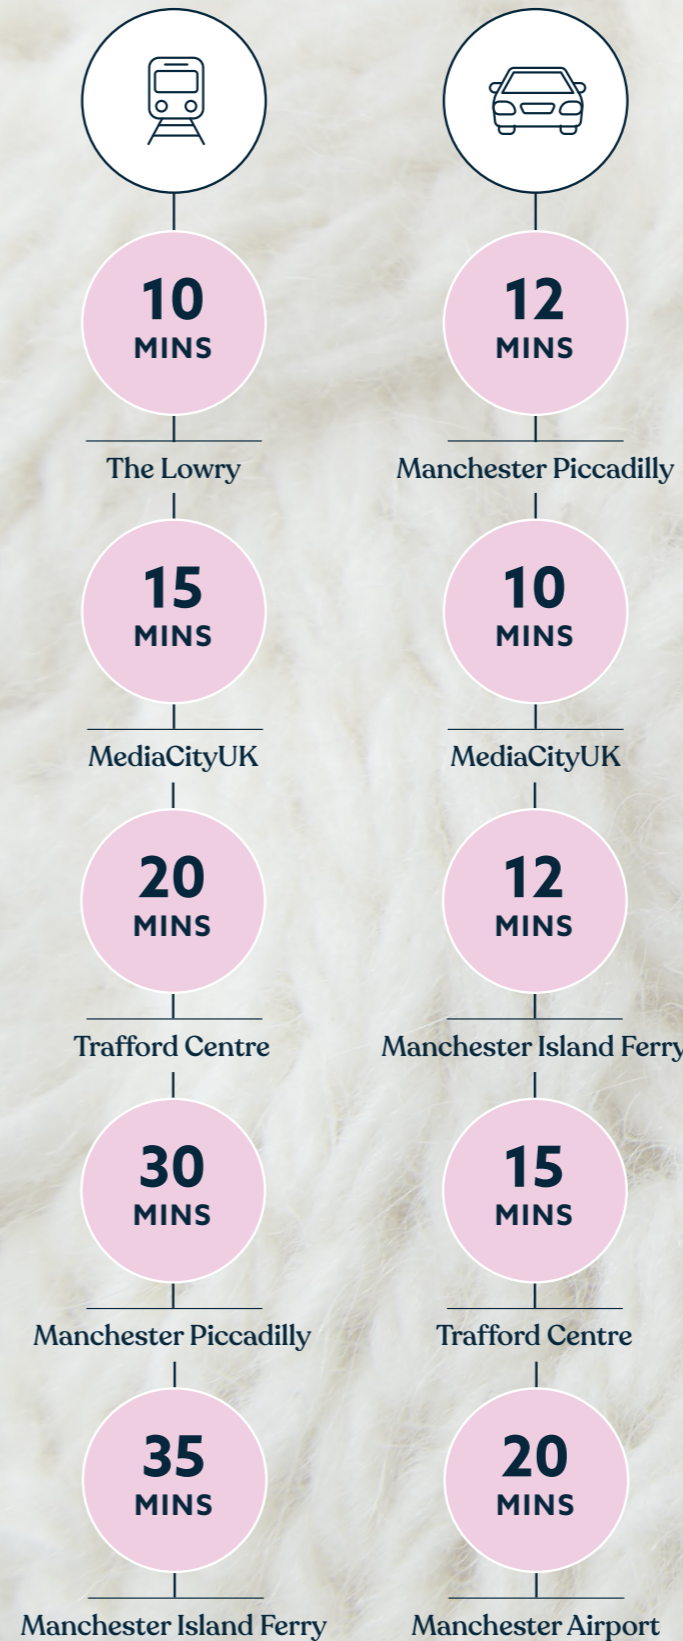 10
MINS
The Lowry
15
MINS
MediaCityUK
20
MINS
Trafford Centre
30
MINS
Manchester Piccadilly
35
MINS
Manchester Island Ferry
12
MINS
Manchester Piccadilly
10
MINS
MediaCityUK
12
MINS
Manchester Island Ferry
15
MINS
Trafford Centre
20
MINS
Manchester Airport